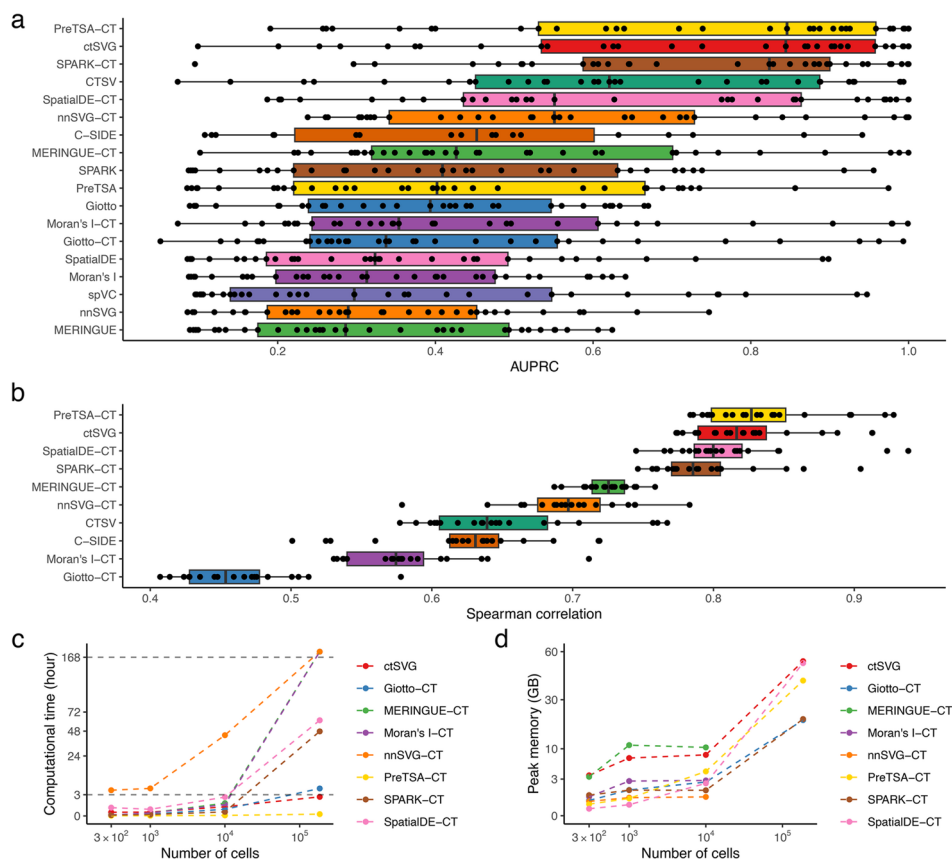 a
PreTSA−CT
ctSVG
SPARK−CT
CTSV
SpatialDE−CT
nnSVG−CT
C−SIDE
MERINGUE−CT
SPARK
PreTSA
Giotto
Moran's I−CT
Giotto−CT
SpatialDE
Moran's I
spVC
nnSVG
MERINGUE
0.2 0.4 0.6 0.8 1.0
AUPRC
b
PreTSA−CT
ctSVG
SpatialDE−CT
SPARK−CT
MERINGUE−CT
nnSVG−CT
CTSV
C−SIDE
Moran's I−CT
Giotto−CT
0.4 0.5 0.6 0.7 0.8 0.9
Spearman correlation
c
Computational time (hour)
168
72
48
24
3
0
3 × 10² 10³ 10⁴ 10⁵
Number of cells
ctSVG
Giotto−CT
MERINGUE−CT
Moran's I−CT
nnSVG−CT
PreTSA−CT
SPARK−CT
SpatialDE−CT
d
Peak memory (GB)
60
30
10
3
0
3 × 10² 10³ 10⁴ 10⁵
Number of cells
ctSVG
Giotto−CT
MERINGUE−CT
Moran's I−CT
nnSVG−CT
PreTSA−CT
SPARK−CT
SpatialDE−CT